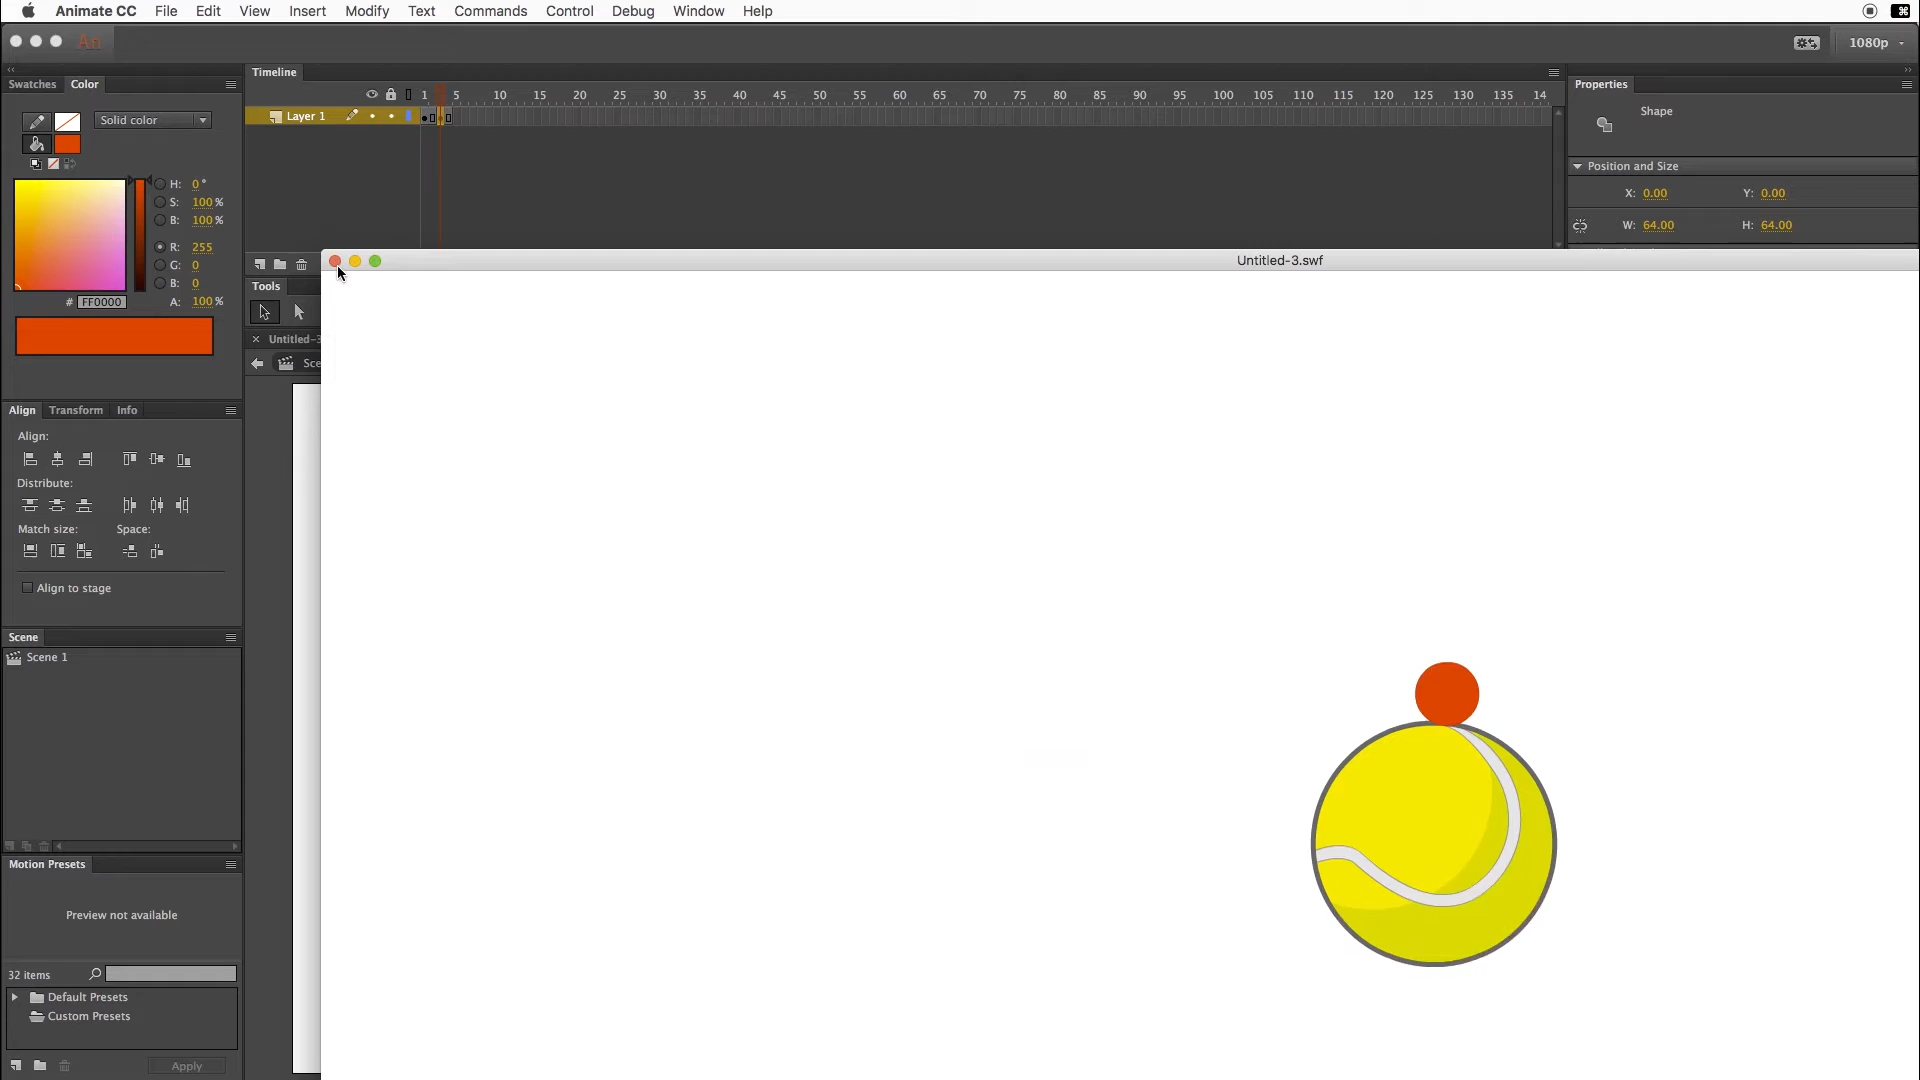 Animate CC File Edit View Insert Modify Text Commands Control Debug Window Help
An 1080p
Swatches Color
Timeline
Properties
1 5 10 15 20 25 30 35 40 45 50 55 60 65 70 75 80 85 90 95 100 105 110 115 120 125 130 135 14
Layer 1
Shape
Solid color
Position and Size
H: 0 °
S: 100 %
B: 100 %
X: 0.00 Y: 0.00
W: 64.00 H: 64.00
R: 255
G: 0
B: 0
# FF0000 A: 100 %
Untitled-3.swf
Tools
Untitled-3
Sce
Align Transform Info
Align:
Distribute:
Match size: Space:
Align to stage
Scene
Scene 1
Motion Presets
Preview not available
32 items
Default Presets
Custom Presets
Apply